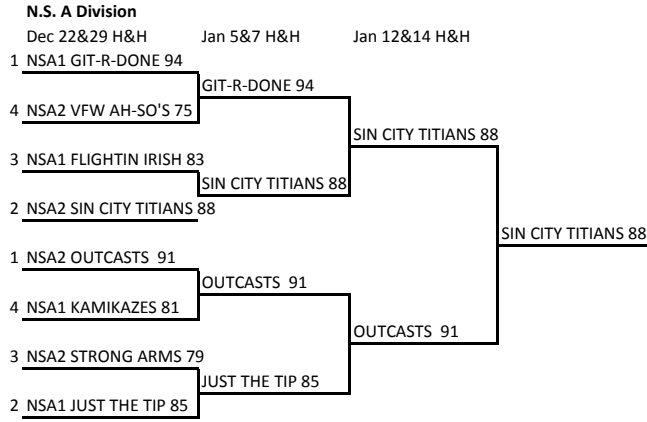 N.S. A Division
Dec 22&29 H&H Jan 5&7 H&H Jan 12&14 H&H
1 NSA1 GIT-R-DONE 94
GIT-R-DONE 94
4 NSA2 VFW AH-SO'S 75
SIN CITY TITIANS 88
3 NSA1 FLIGHTIN IRISH 83
SIN CITY TITIANS 88
2 NSA2 SIN CITY TITIANS 88
SIN CITY TITIANS 88
1 NSA2 OUTCASTS 91
OUTCASTS 91
4 NSA1 KAMIKAZES 81
OUTCASTS 91
3 NSA2 STRONG ARMS 79
JUST THE TIP 85
2 NSA1 JUST THE TIP 85